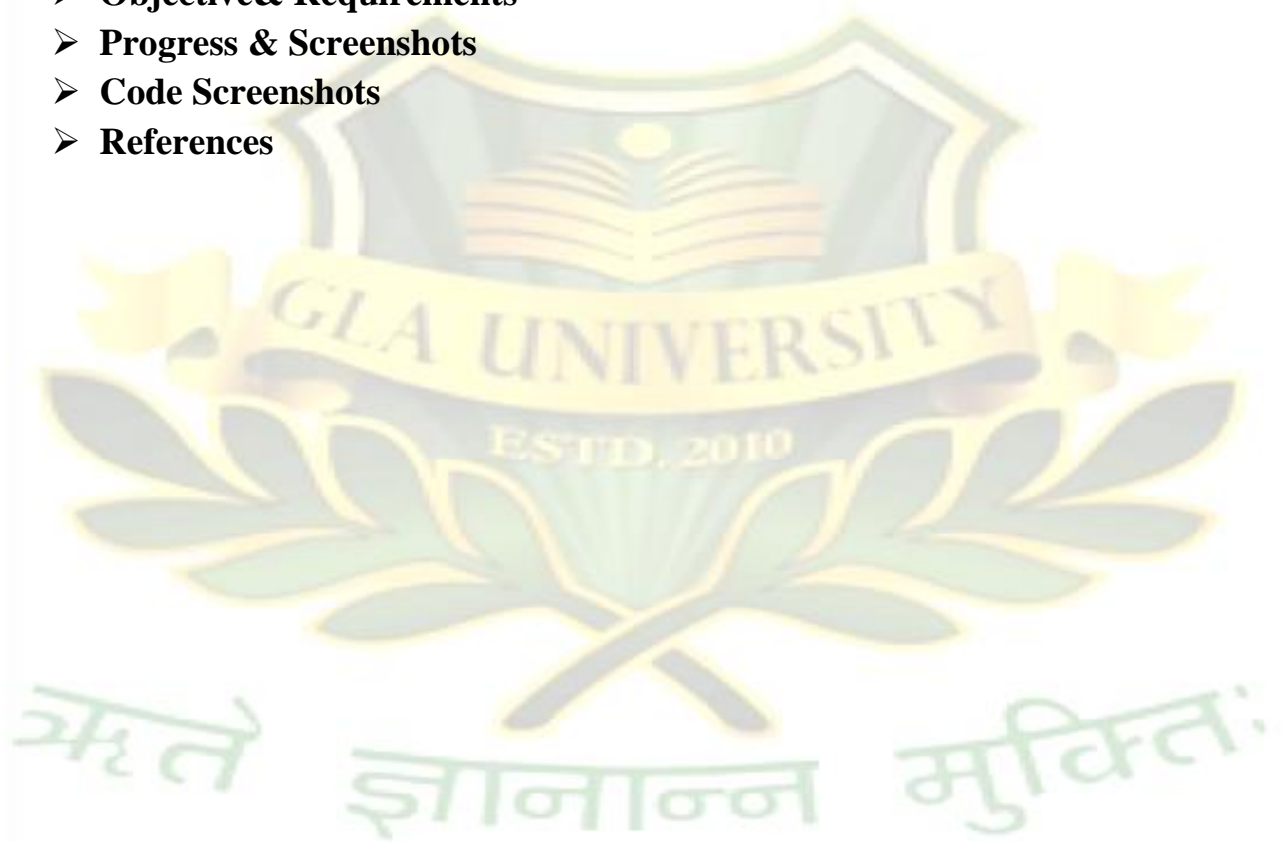 ➢ Objective& Requirements
➢ Progress & Screenshots
➢ Code Screenshots
➢ References
GLA UNIVERSITY
ESTD. 2010
ऋते ज्ञानान्न मुक्तिः